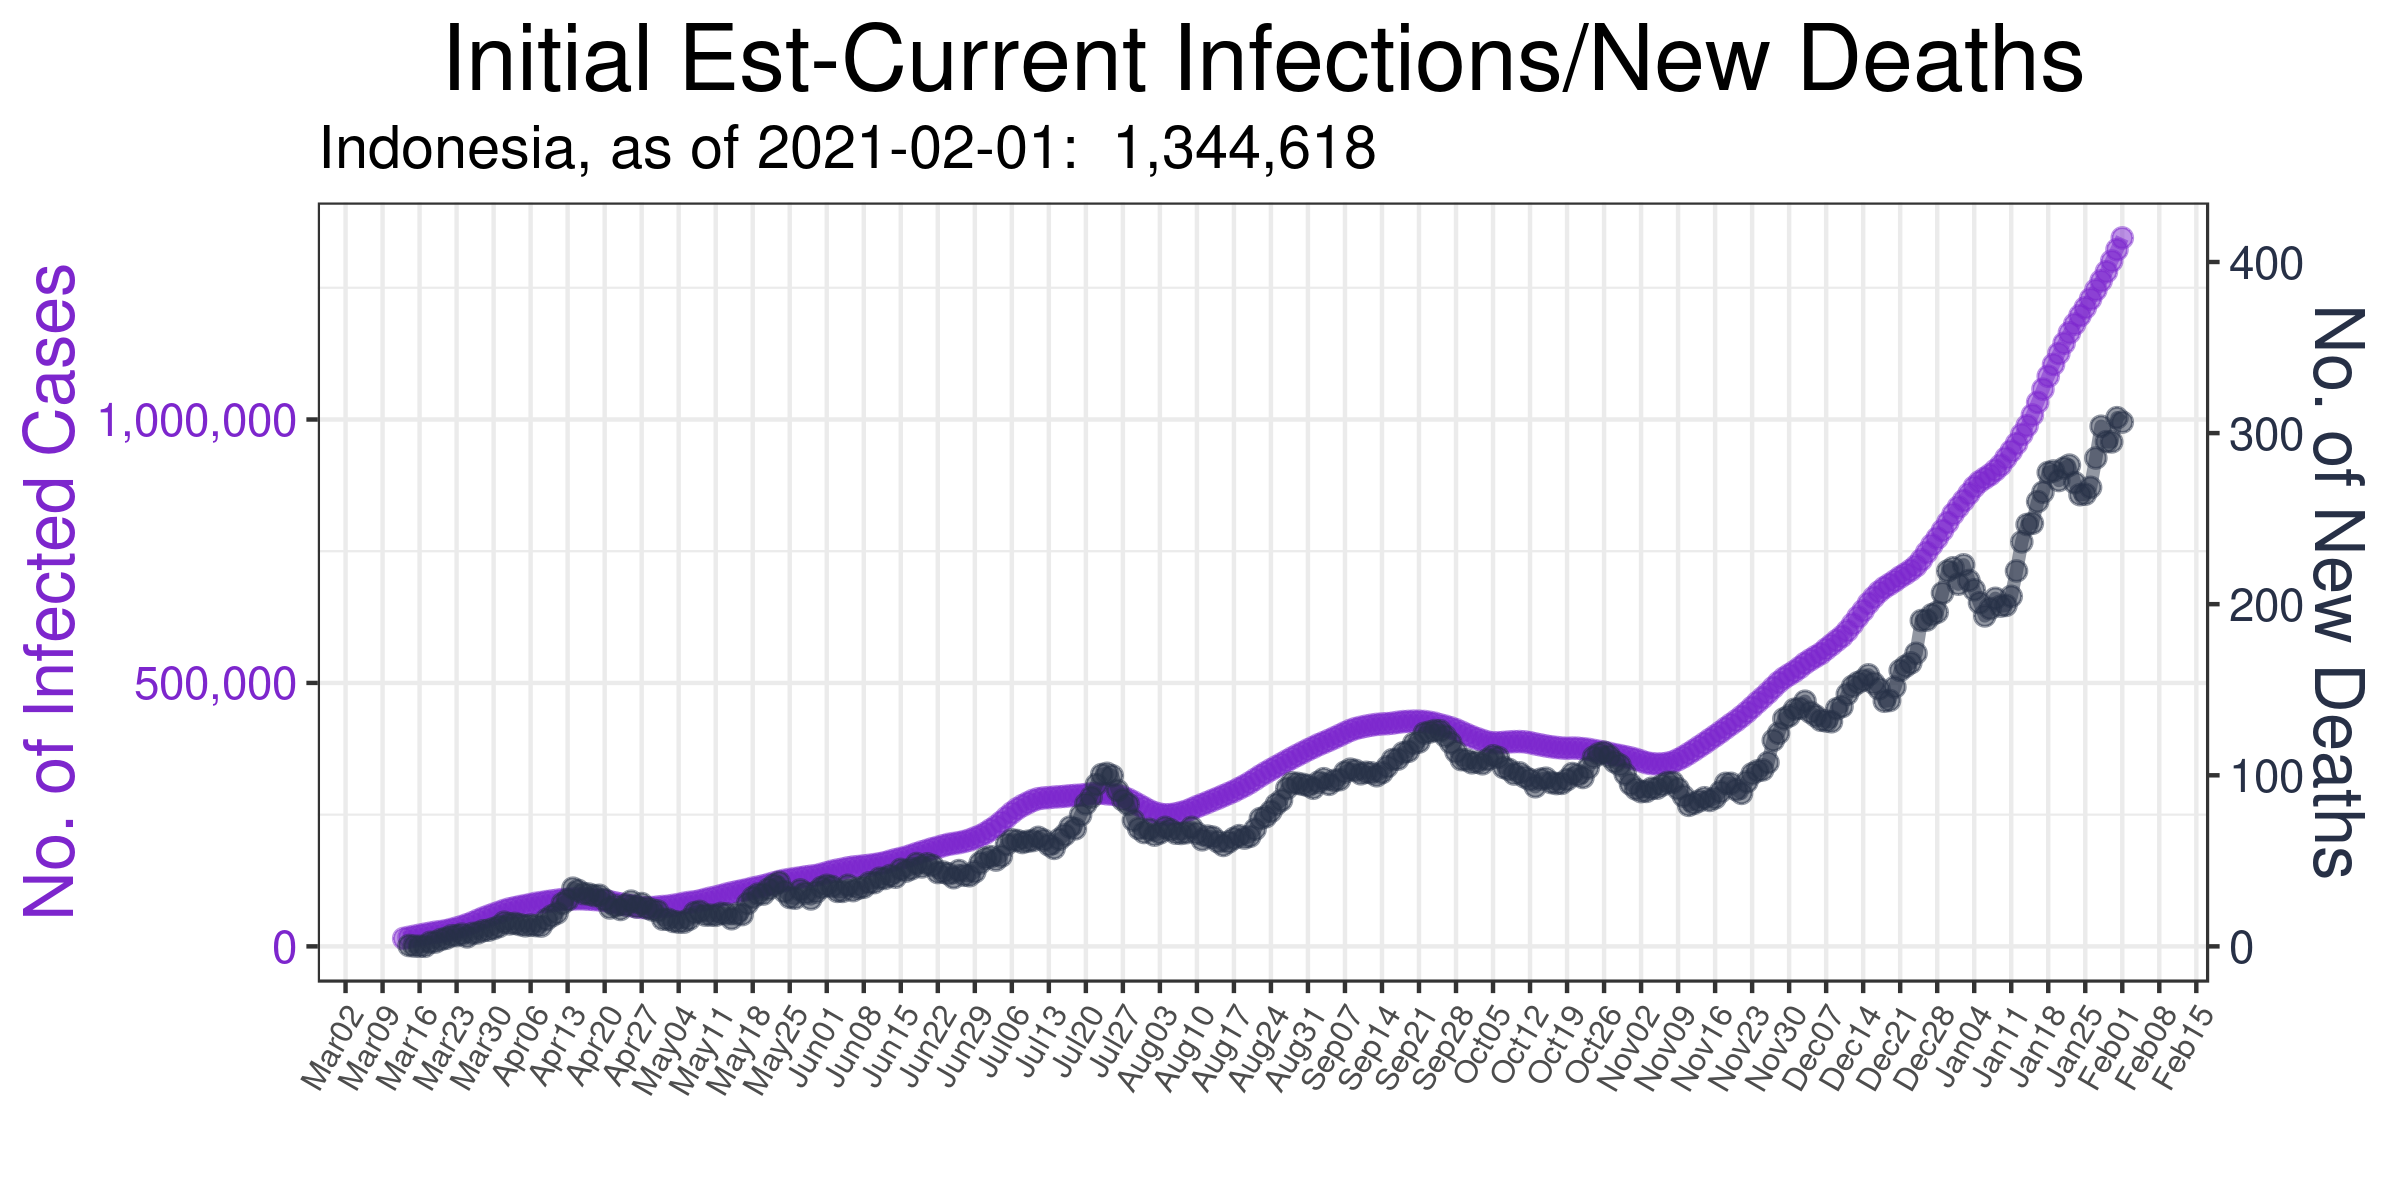 Initial Est-Current Infections/New Deaths
Indonesia, as of 2021-02-01: 1,344,618
No. of Infected Cases
1,000,000
500,000
0
400
300
200
100
0
No. of New Deaths
Mar02
Mar09
Mar16
Mar23
Mar30
Apr06
Apr13
Apr20
Apr27
May04
May11
May18
May25
Jun01
Jun08
Jun15
Jun22
Jun29
Jul06
Jul13
Jul20
Jul27
Aug03
Aug10
Aug17
Aug24
Aug31
Sep07
Sep14
Sep21
Sep28
Oct05
Oct12
Oct19
Oct26
Nov02
Nov09
Nov16
Nov23
Nov30
Dec07
Dec14
Dec21
Dec28
Jan04
Jan11
Jan18
Jan25
Feb01
Feb08
Feb15